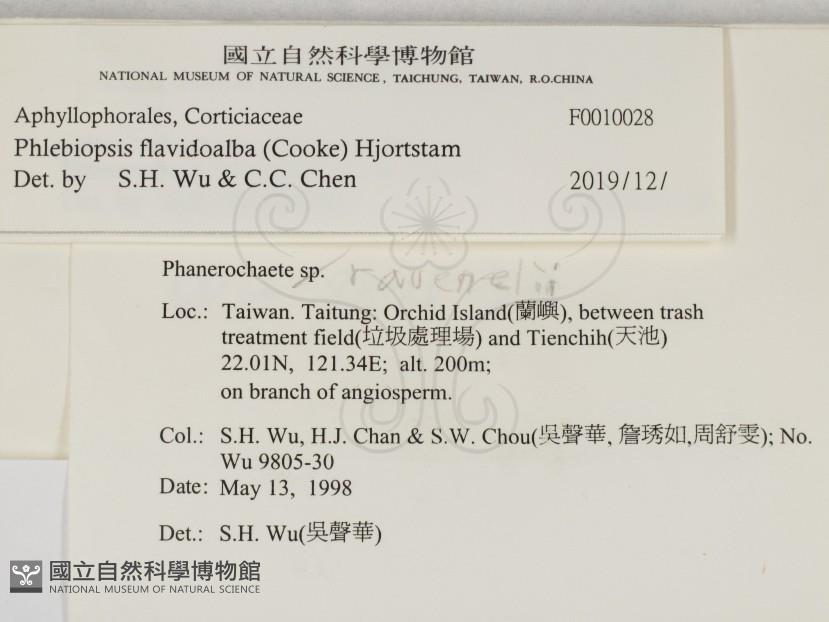 國立自然科學博物館
NATIONAL MUSEUM OF NATURAL SCIENCE, TAICHUNG, TAIWAN, R.O.CHINA
Aphyllophorales, Corticiaceae F0010028
Phlebiopsis flavidoalba (Cooke) Hjortstam
Det. by S.H. Wu & C.C. Chen 2019/12/
Phanerochaete sp. ravenelii
Loc.: Taiwan. Taitung: Orchid Island(蘭嶼), between trash
treatment field(垃圾處理場) and Tienchih(天池)
22.01N, 121.34E; alt. 200m;
on branch of angiosperm.
Col.: S.H. Wu, H.J. Chan & S.W. Chou(吳聲華, 詹琇如,周舒雯); No.
Wu 9805-30
Date: May 13, 1998
Det.: S.H. Wu(吳聲華)
國立自然科學博物館
NATIONAL MUSEUM OF NATURAL SCIENCE